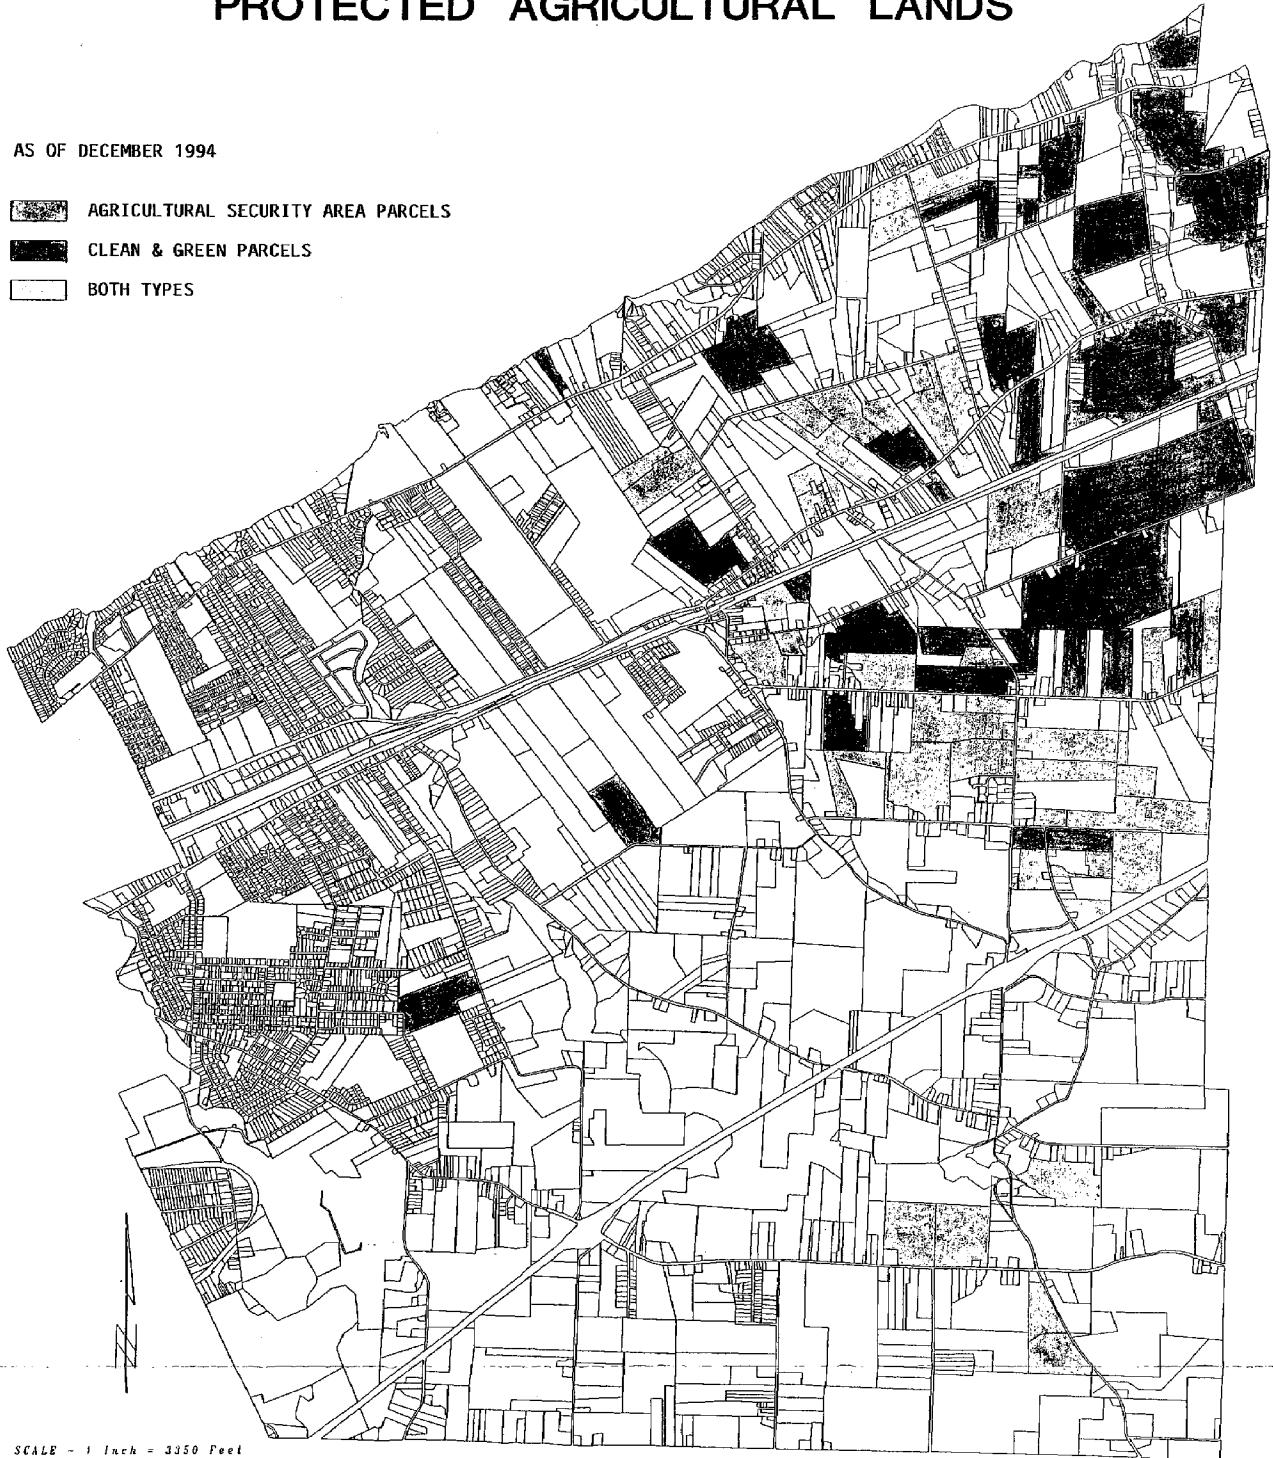 PROTECTED AGRICULTURAL LANDS
AS OF DECEMBER 1994
AGRICULTURAL SECURITY AREA PARCELS
CLEAN & GREEN PARCELS
BOTH TYPES
N
SCALE - 1 Inch = 3350 Feet